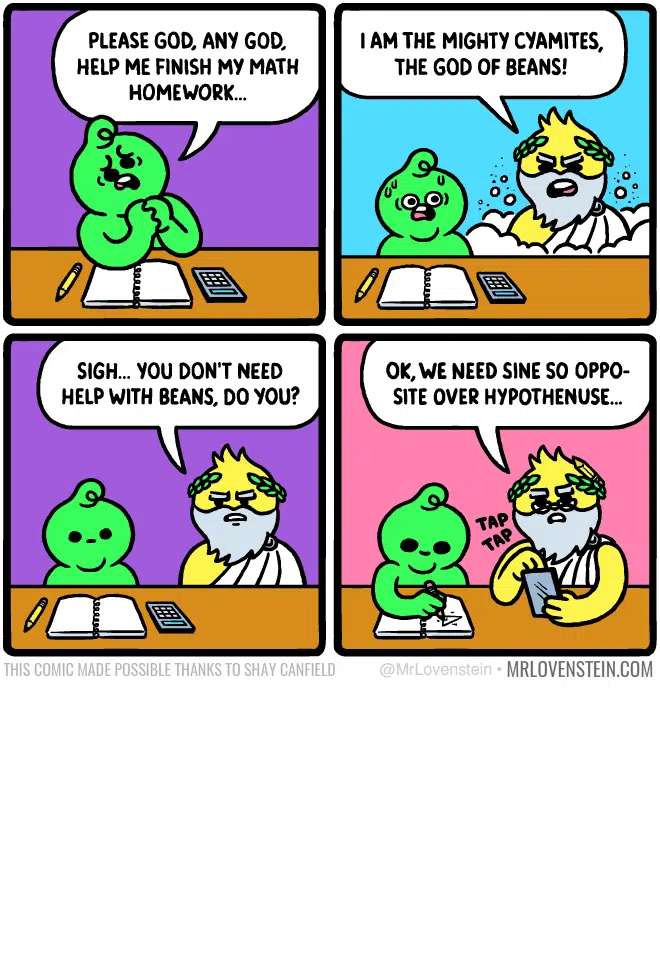 PLEASE GOD, ANY GOD,
HELP ME FINISH MY MATH
HOMEWORK...
I AM THE MIGHTY CYAMITES,
THE GOD OF BEANS!
SIGH... YOU DON'T NEED
HELP WITH BEANS, DO YOU?
OK, WE NEED SINE SO OPPO-
SITE OVER HYPOTHENUSE...
TAP
TAP
THIS COMIC MADE POSSIBLE THANKS TO SHAY CANFIELD
@MrLovenstein • MRLOVENSTEIN.COM